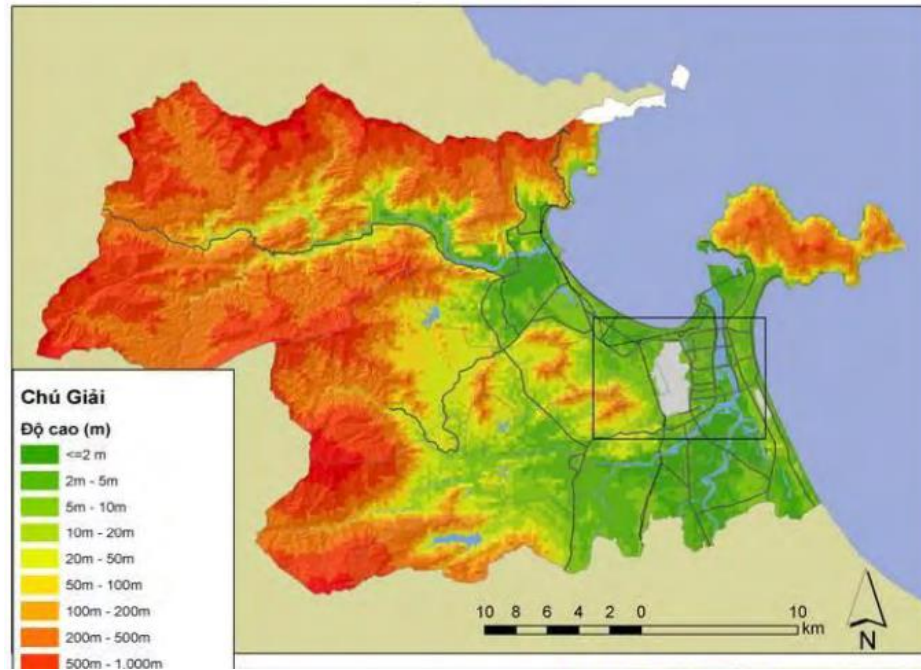 Chú Giải
Độ cao (m)
<=2 m
2m - 5m
5m - 10m
10m - 20m
20m - 50m
50m - 100m
100m - 200m
200m - 500m
500m - 1.000m
10 8 6 4 2 0 10
km
N